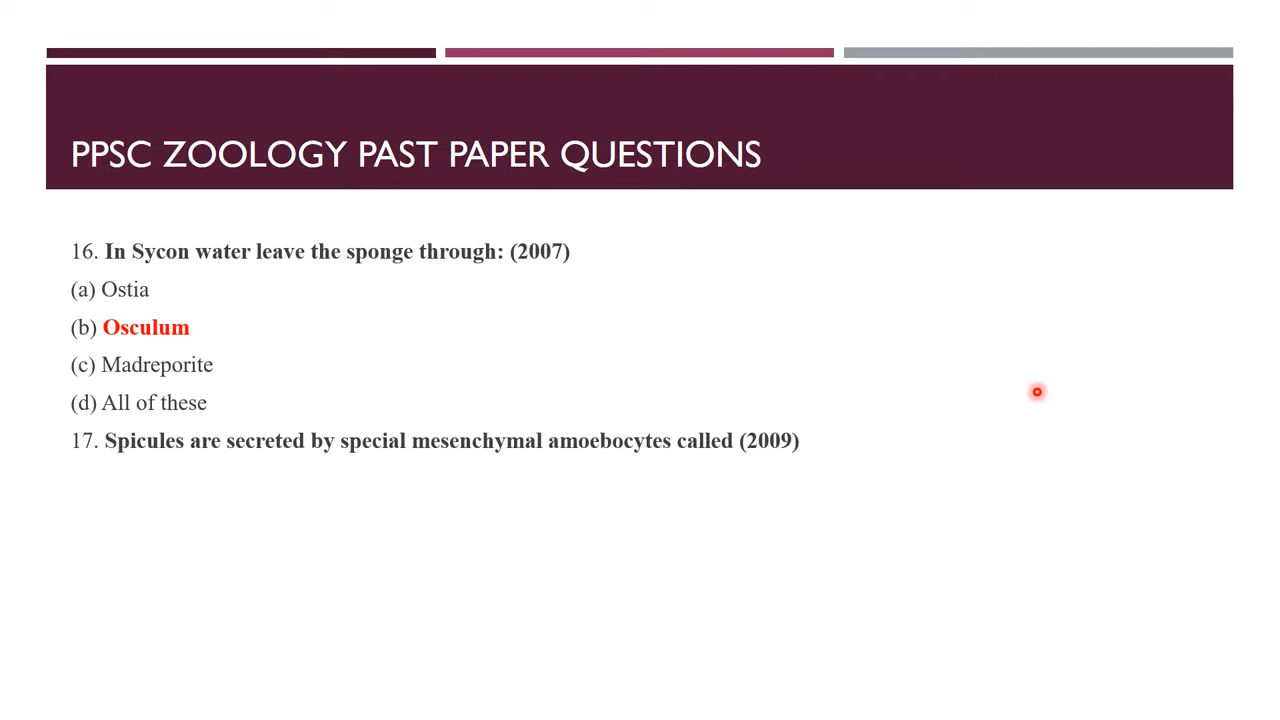 PPSC ZOOLOGY PAST PAPER QUESTIONS
16. In Sycon water leave the sponge through: (2007)
(a) Ostia
(b) Osculum
(c) Madreporite
(d) All of these
17. Spicules are secreted by special mesenchymal amoebocytes called (2009)